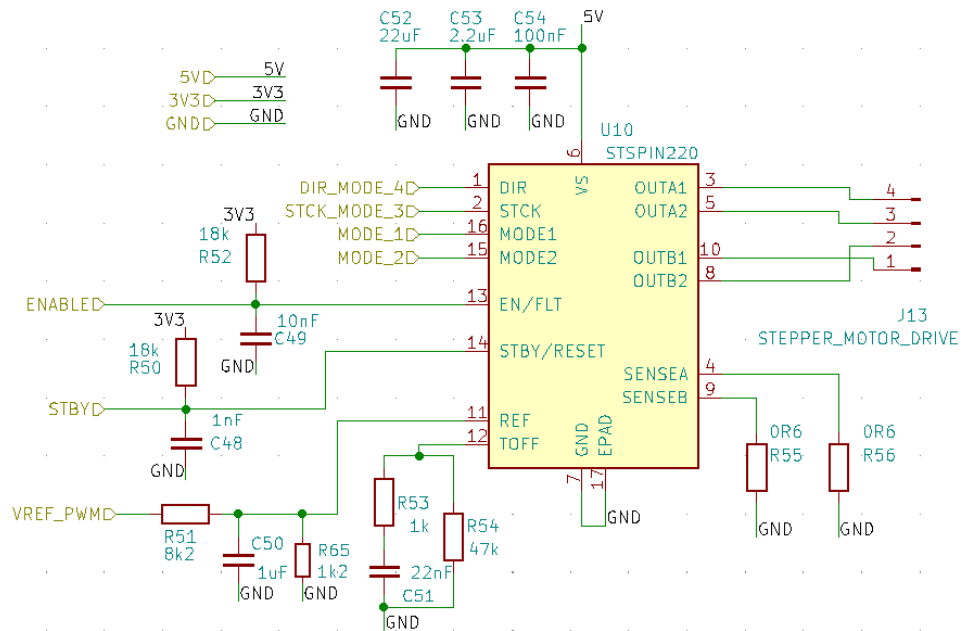 C52 C53 C54 5V
22uF 2.2uF 100nF
5V 5V
3V3 3V3
GND GND
GND GND GND
U10
STSPIN220
6
VS
DIR_MODE_4 1 DIR OUTA1 3 4
STCK_MODE_3 2 STCK OUTA2 5 3
MODE_1 16 MODE1 2
MODE_2 15 MODE2 OUTB1 10 1
OUTB2 8
3V3
18k
R52
ENABLE 13 EN/FLT
10nF
C49
GND
J13
STEPPER_MOTOR_DRIVE
3V3
18k
R50
14 STBY/RESET
SENSEA 4
SENSEB 9
STBY
1nF
C48
GND
11 REF
12 TOFF
GND EPAD
7 17
GND
0R6 0R6
R55 R56
GND GND
VREF_PWM
R51
8k2
C50
1uF
R65
1k2
GND GND
R53
1k
R54
47k
22nF
C51
GND